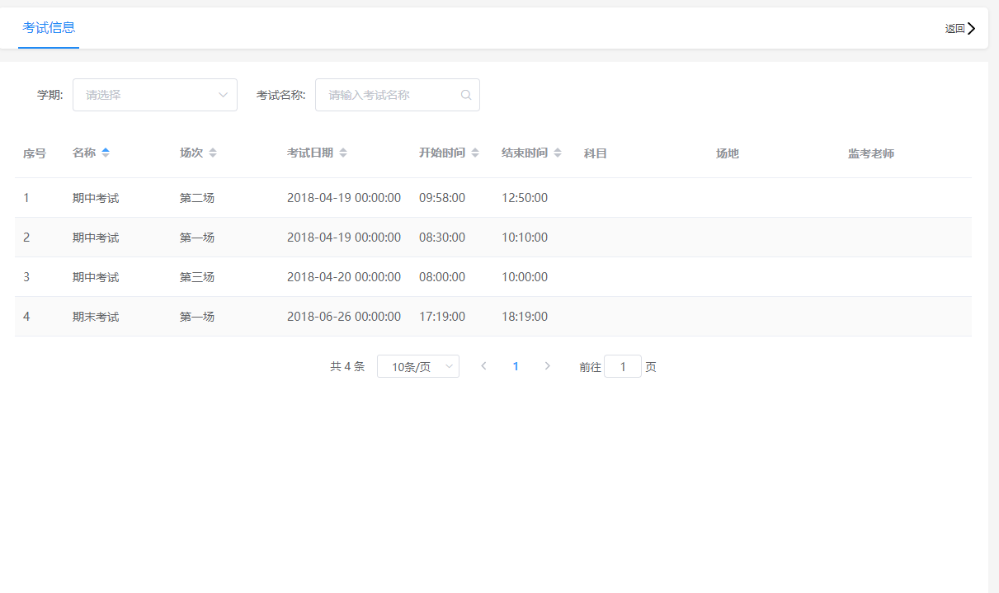 考试信息 返回
学期: 请选择 考试名称: 请输入考试名称
序号 名称 场次 考试日期 开始时间 结束时间 科目 场地 监考老师
1 期中考试 第二场 2018-04-19 00:00:00 09:58:00 12:50:00
2 期中考试 第一场 2018-04-19 00:00:00 08:30:00 10:10:00
3 期中考试 第三场 2018-04-20 00:00:00 08:00:00 10:00:00
4 期末考试 第一场 2018-06-26 00:00:00 17:19:00 18:19:00
共 4 条 10条/页 1 前往 1 页